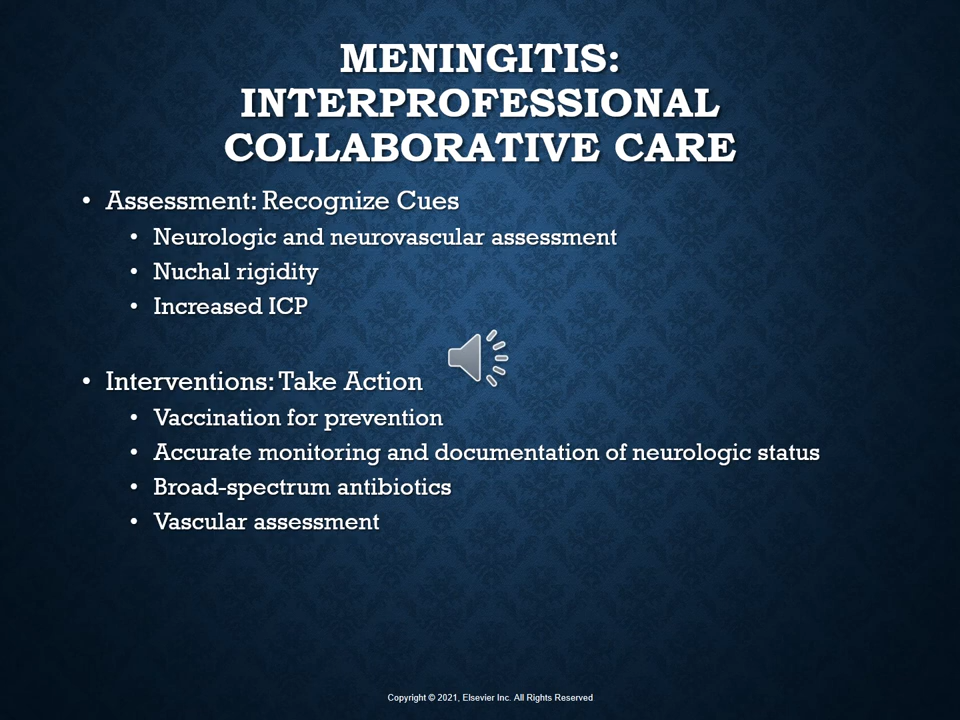 MENINGITIS:
INTERPROFESSIONAL
COLLABORATIVE CARE
• Assessment: Recognize Cues
• Neurologic and neurovascular assessment
• Nuchal rigidity
• Increased ICP
• Interventions: Take Action
• Vaccination for prevention
• Accurate monitoring and documentation of neurologic status
• Broad-spectrum antibiotics
• Vascular assessment
Copyright © 2021, Elsevier Inc. All Rights Reserved